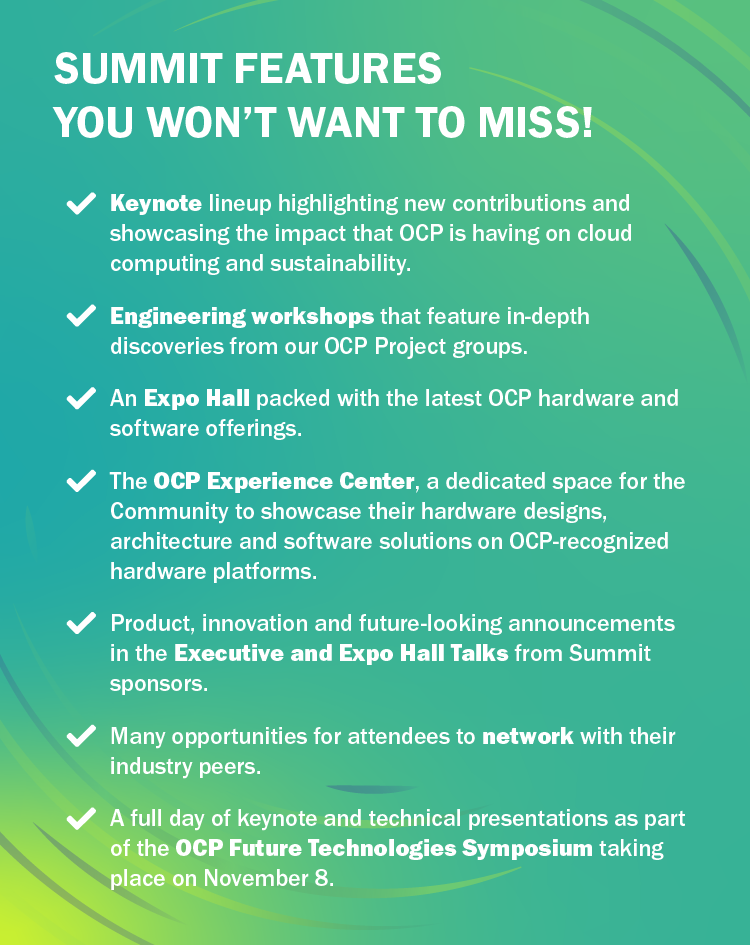 SUMMIT FEATURES
YOU WON'T WANT TO MISS!
Keynote lineup highlighting new contributions and
showcasing the impact that OCP is having on cloud
computing and sustainability.
Engineering workshops that feature in-depth
discoveries from our OCP Project groups.
An Expo Hall packed with the latest OCP hardware and
software offerings.
The OCP Experience Center, a dedicated space for the
Community to showcase their hardware designs,
architecture and software solutions on OCP-recognized
hardware platforms.
Product, innovation and future-looking announcements
in the Executive and Expo Hall Talks from Summit
sponsors.
Many opportunities for attendees to network with their
industry peers.
A full day of keynote and technical presentations as part
of the OCP Future Technologies Symposium taking
place on November 8.